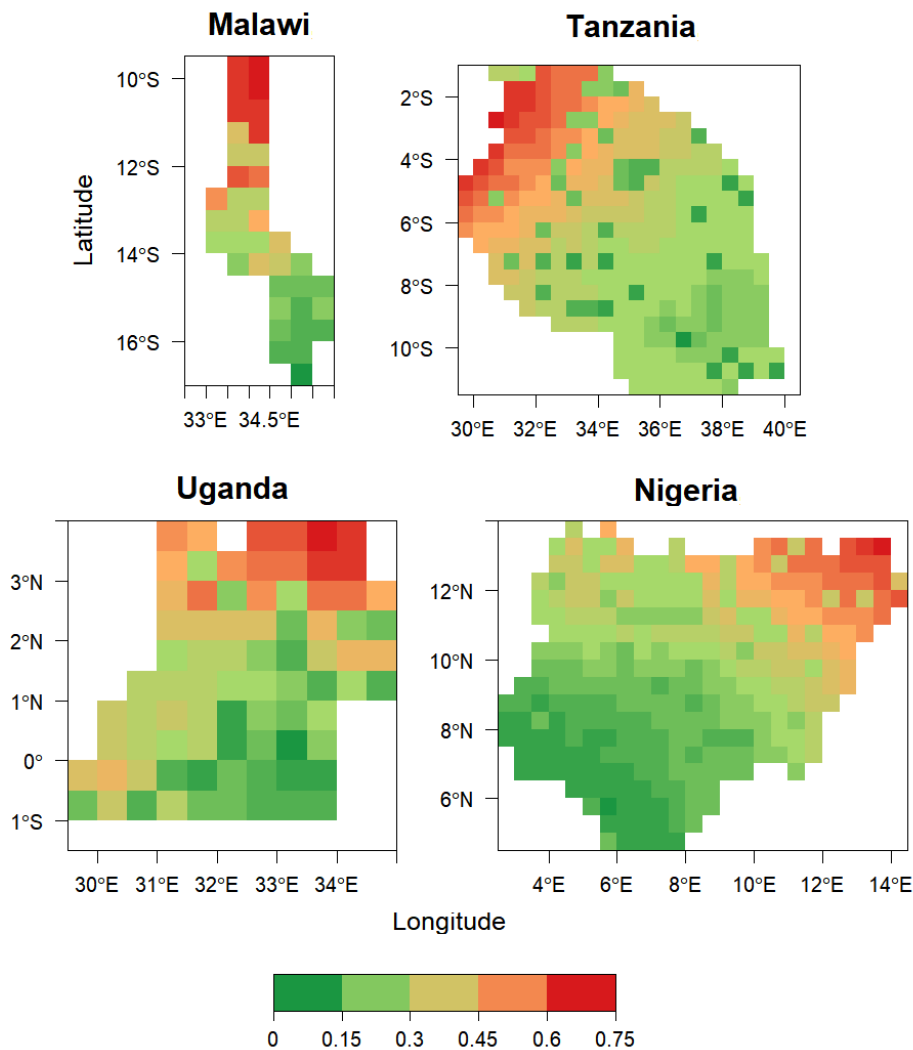 Malawi
Tanzania
10°S
12°S
14°S
16°S
33°E 34.5°E
2°S
4°S
6°S
8°S
10°S
30°E 32°E 34°E 36°E 38°E 40°E
Latitude
Uganda
Nigeria
3°N
2°N
1°N
0°
1°S
30°E 31°E 32°E 33°E 34°E
12°N
10°N
8°N
6°N
4°E 6°E 8°E 10°E 12°E 14°E
Longitude
0 0.15 0.3 0.45 0.6 0.75